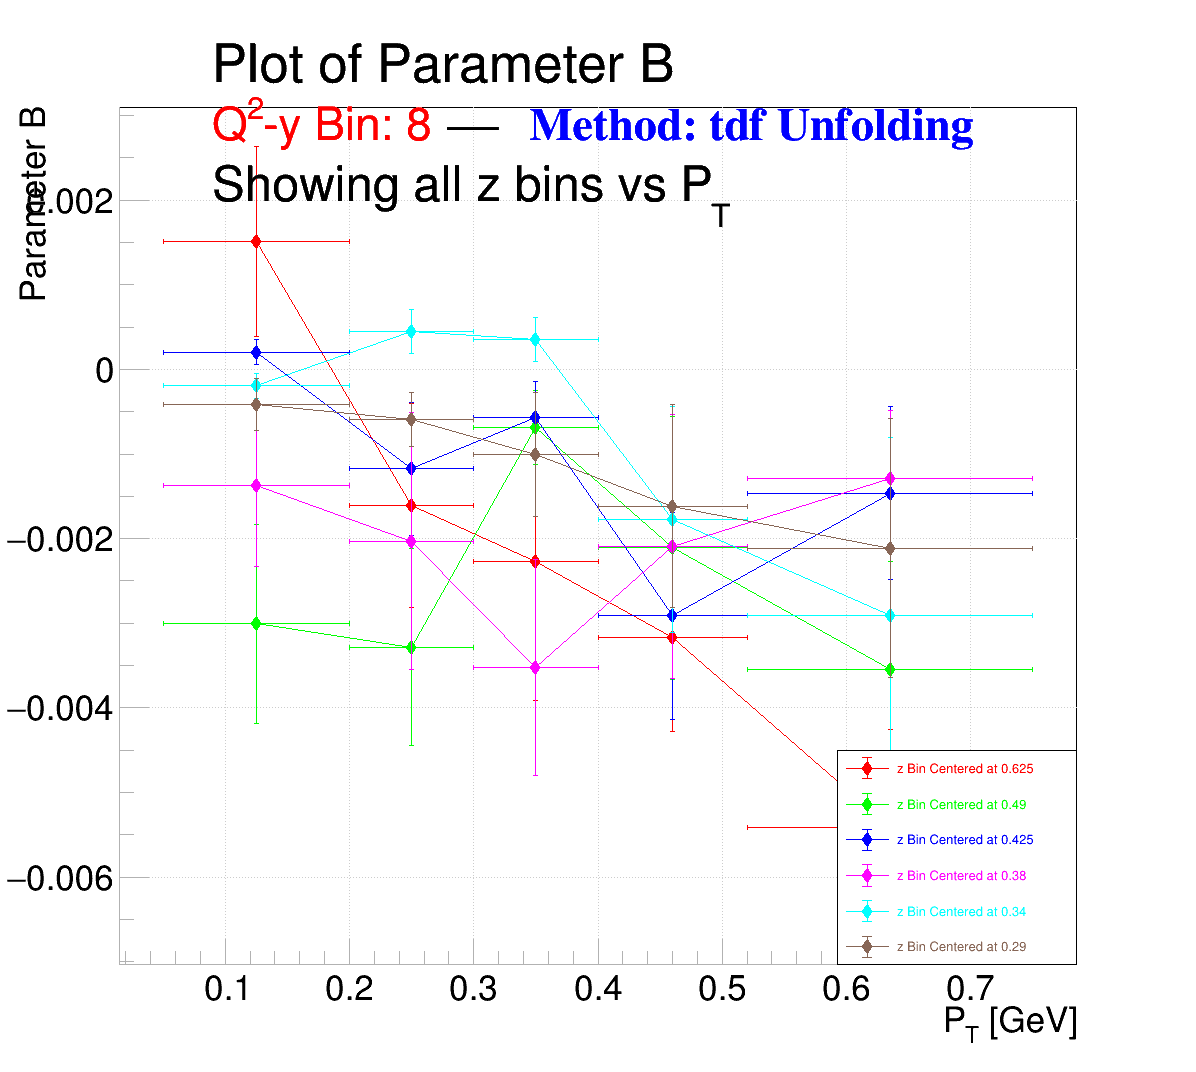 Plot of Parameter B
Q²-y Bin: 8 — Method: tdf Unfolding
Showing all z bins vs P_T
Parameter B
0.002
0
−0.002
−0.004
−0.006
z Bin Centered at 0.625
z Bin Centered at 0.49
z Bin Centered at 0.425
z Bin Centered at 0.38
z Bin Centered at 0.34
z Bin Centered at 0.29
0.1 0.2 0.3 0.4 0.5 0.6 0.7
P_T [GeV]